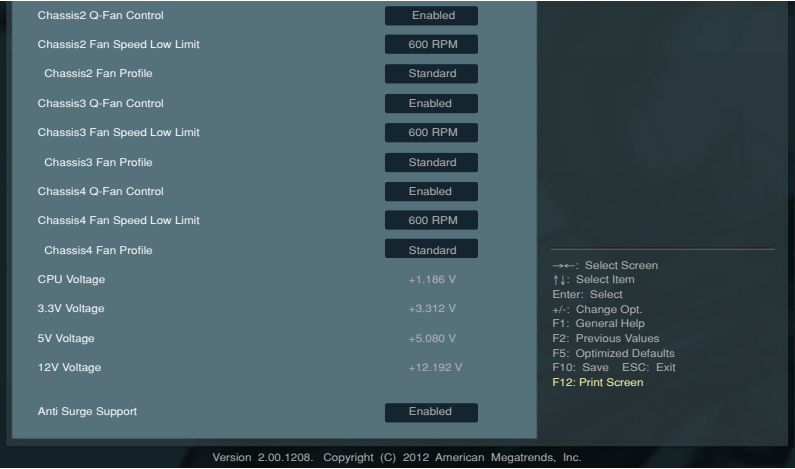 Chassis2 Q-Fan Control Enabled
Chassis2 Fan Speed Low Limit 600 RPM
Chassis2 Fan Profile Standard
Chassis3 Q-Fan Control Enabled
Chassis3 Fan Speed Low Limit 600 RPM
Chassis3 Fan Profile Standard
Chassis4 Q-Fan Control Enabled
Chassis4 Fan Speed Low Limit 600 RPM
Chassis4 Fan Profile Standard
CPU Voltage +1.186 V
3.3V Voltage +3.312 V
5V Voltage +5.080 V
12V Voltage +12.192 V
Anti Surge Support Enabled
→←: Select Screen
↑↓: Select Item
Enter: Select
+/-: Change Opt.
F1: General Help
F2: Previous Values
F5: Optimized Defaults
F10: Save ESC: Exit
F12: Print Screen
Version 2.00.1208. Copyright (C) 2012 American Megatrends, Inc.